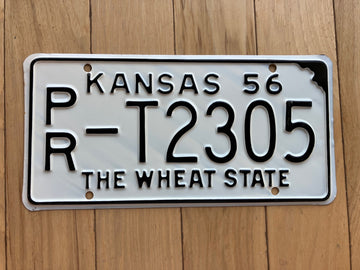 KANSAS 56
PR-T2305
THE WHEAT STATE